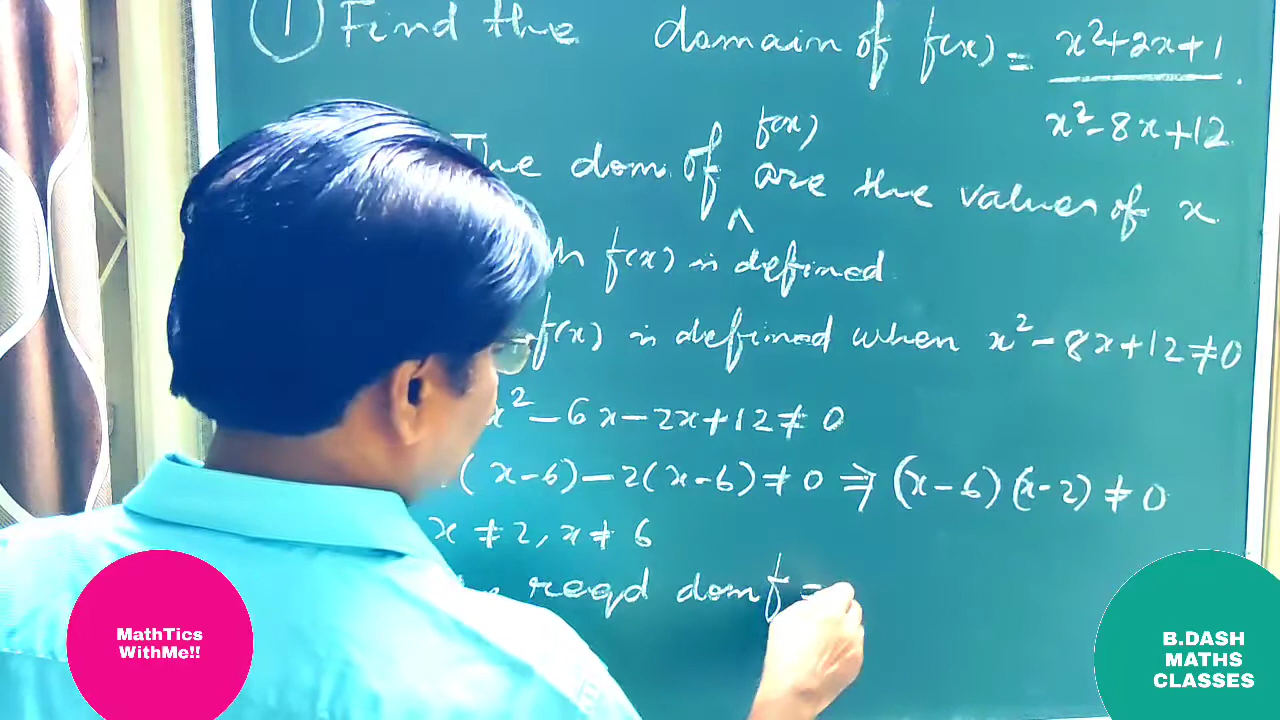 ① Find the domain of f(x) = x²+2x+1 / x²-8x+12.
The dom. of f(x) are the values of x
f(x) is defined
f(x) is defined when x²-8x+12≠0
x²-6x-2x+12≠0
(x-6)-2(x-6)≠0 ⇒ (x-6)(x-2)≠0
x≠2, x≠6
reqd domf =
MathTics
WithMe!!
B.DASH
MATHS
CLASSES